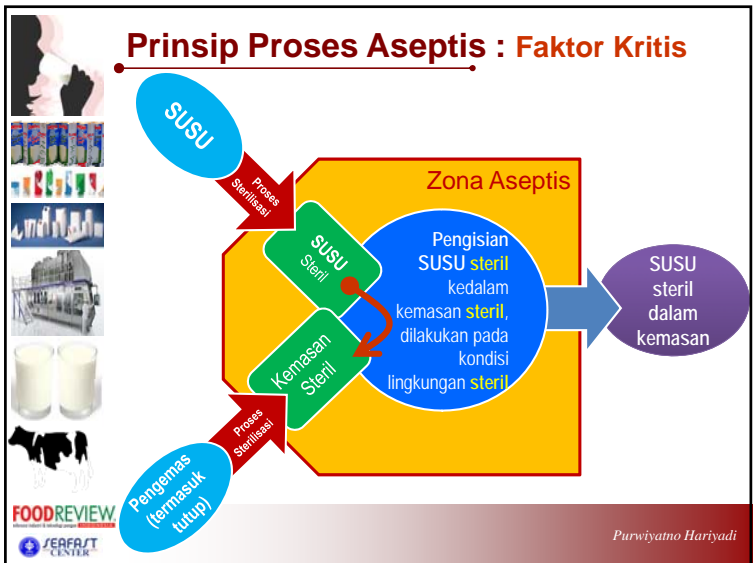 Prinsip Proses Aseptis : Faktor Kritis
SUSU
Proses
Sterilisasi
Zona Aseptis
SUSU
Steril
Pengisian
SUSU steril
kedalam
kemasan steril,
dilakukan pada
kondisi
lingkungan steril
SUSU
steril
dalam
kemasan
Kemasan
Steril
Proses
Sterilisasi
Pengemas
(termasuk
tutup)
FOODREVIEW
INDONESIA
SEAFAST
CENTER
Purwiyatno Hariyadi